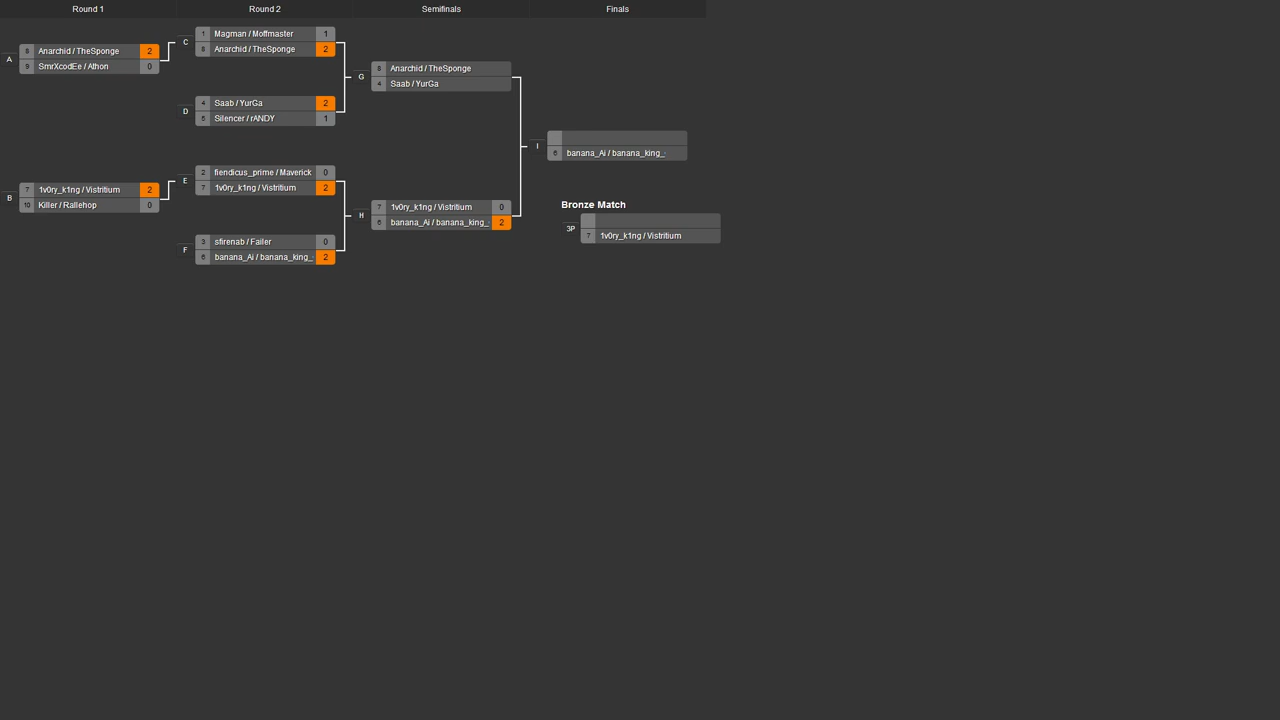 Round 1
Round 2
Semifinals
Finals
A
8 Anarchid / TheSponge 2
9 SmrXcodEe / Athon 0
B
7 1v0ry_k1ng / Vistritium 2
10 Killer / Rallehop 0
C
1 Magman / Moffmaster 1
8 Anarchid / TheSponge 2
D
4 Saab / YurGa 2
5 Silencer / rANDY 1
E
2 fiendicus_prime / Maverick 0
7 1v0ry_k1ng / Vistritium 2
F
3 sfirenab / Failer 0
6 banana_Ai / banana_king_ 2
G
8 Anarchid / TheSponge
4 Saab / YurGa
H
7 1v0ry_k1ng / Vistritium 0
6 banana_Ai / banana_king_ 2
I
6 banana_Ai / banana_king_
Bronze Match
3P
7 1v0ry_k1ng / Vistritium